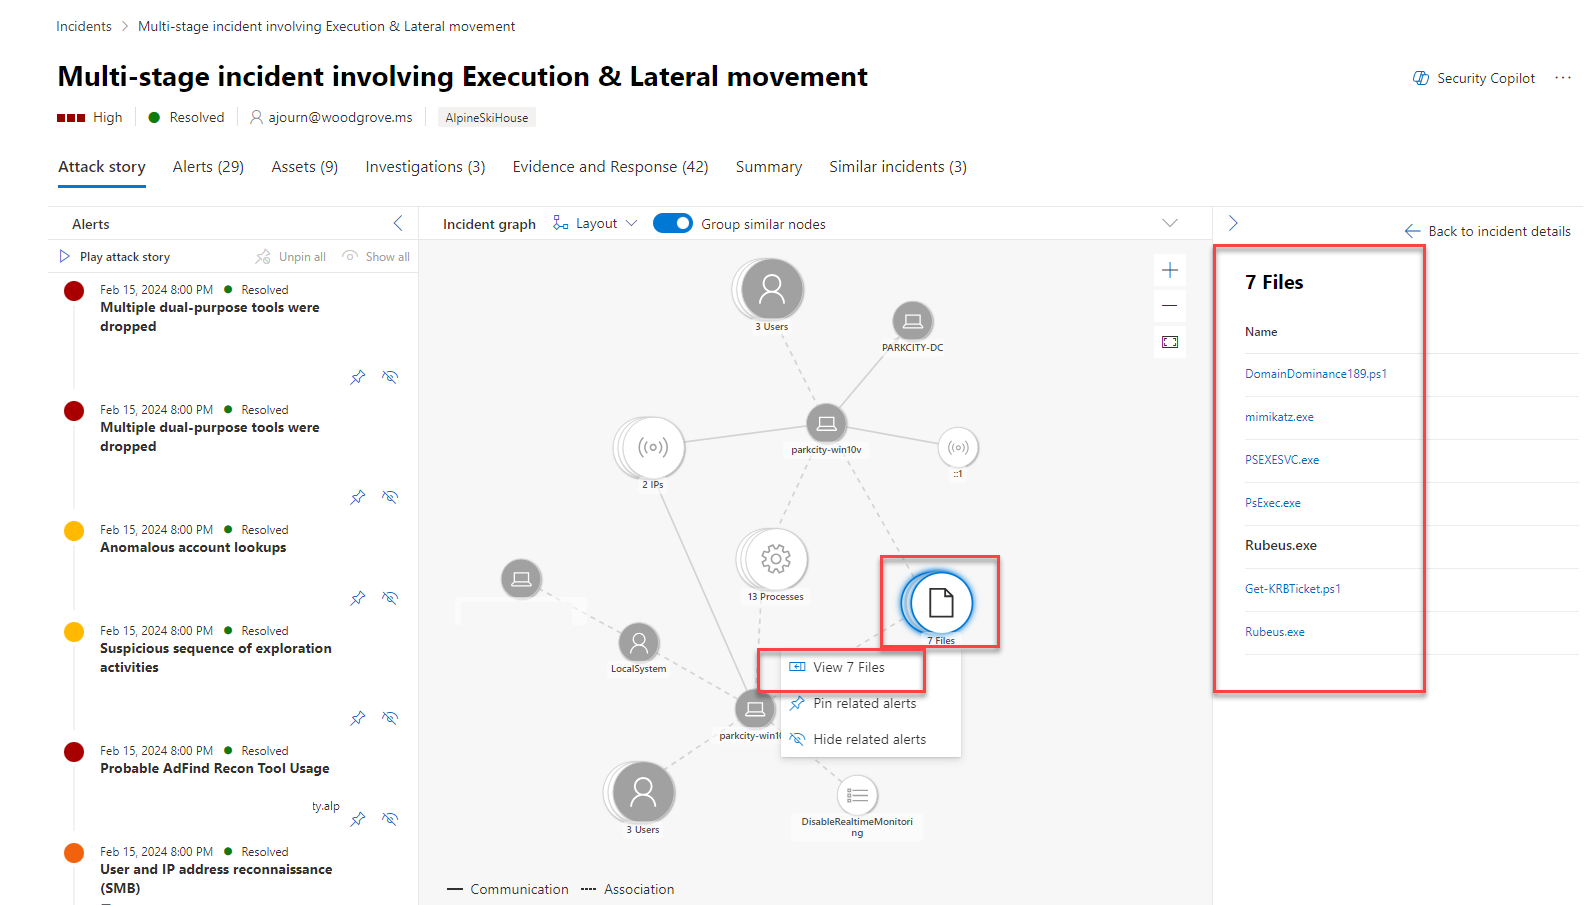 Incidents > Multi-stage incident involving Execution & Lateral movement
Multi-stage incident involving Execution & Lateral movement
Security Copilot ...
High
Resolved
ajourn@woodgrove.ms
AlpineSkiHouse
Attack story
Alerts (29)
Assets (9)
Investigations (3)
Evidence and Response (42)
Summary
Similar incidents (3)
Alerts
Play attack story
Unpin all
Show all
Feb 15, 2024 8:00 PM Resolved
Multiple dual-purpose tools were
dropped
Feb 15, 2024 8:00 PM Resolved
Multiple dual-purpose tools were
dropped
Feb 15, 2024 8:00 PM Resolved
Anomalous account lookups
Feb 15, 2024 8:00 PM Resolved
Suspicious sequence of exploration
activities
Feb 15, 2024 8:00 PM Resolved
Probable AdFind Recon Tool Usage
ty.alp
Feb 15, 2024 8:00 PM Resolved
User and IP address reconnaissance
(SMB)
Incident graph
Layout
Group similar nodes
3 Users
PARKCITY-DC
parkcity-win10v
2 IPs
::1
13 Processes
7 Files
LocalSystem
View 7 Files
Pin related alerts
Hide related alerts
parkcity-win10
3 Users
DisableRealtimeMonitori
ng
Communication
Association
Back to incident details
7 Files
Name
DomainDominance189.ps1
mimikatz.exe
PSEXESVC.exe
PsExec.exe
Rubeus.exe
Get-KRBTicket.ps1
Rubeus.exe